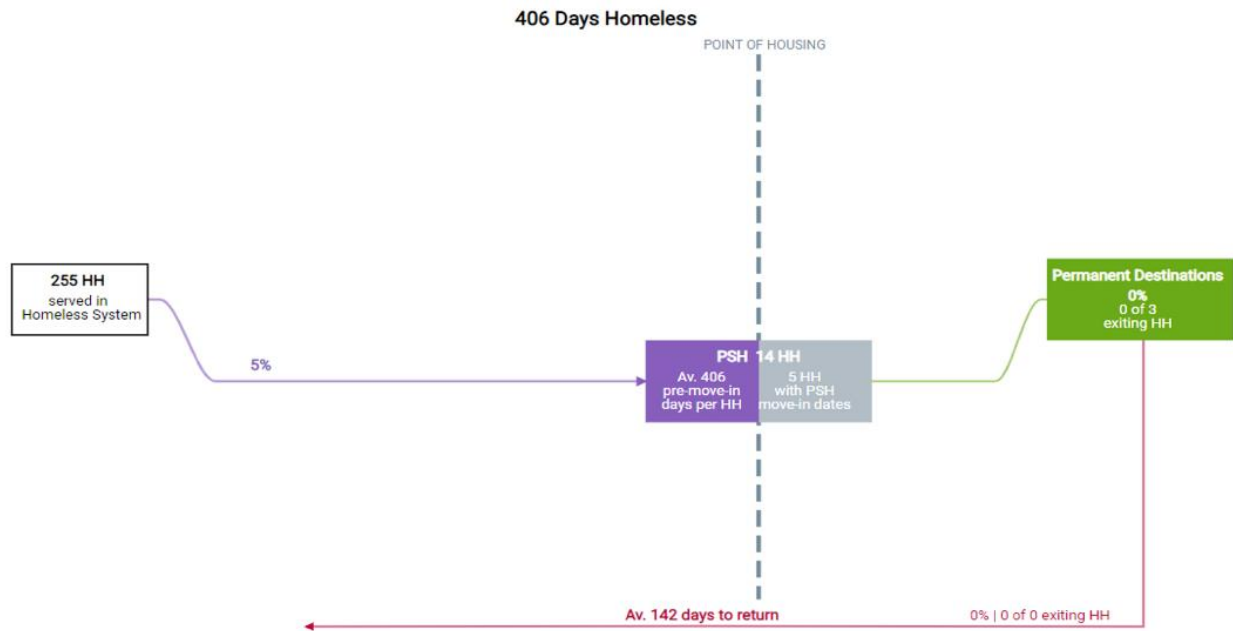 406 Days Homeless
POINT OF HOUSING
255 HH
served in
Homeless System
5%
PSH 14 HH
Av. 406
pre-move-in
days per HH
5 HH
with PSH
move-in dates
Permanent Destinations
0%
0 of 3
exiting HH
Av. 142 days to return
0% | 0 of 0 exiting HH